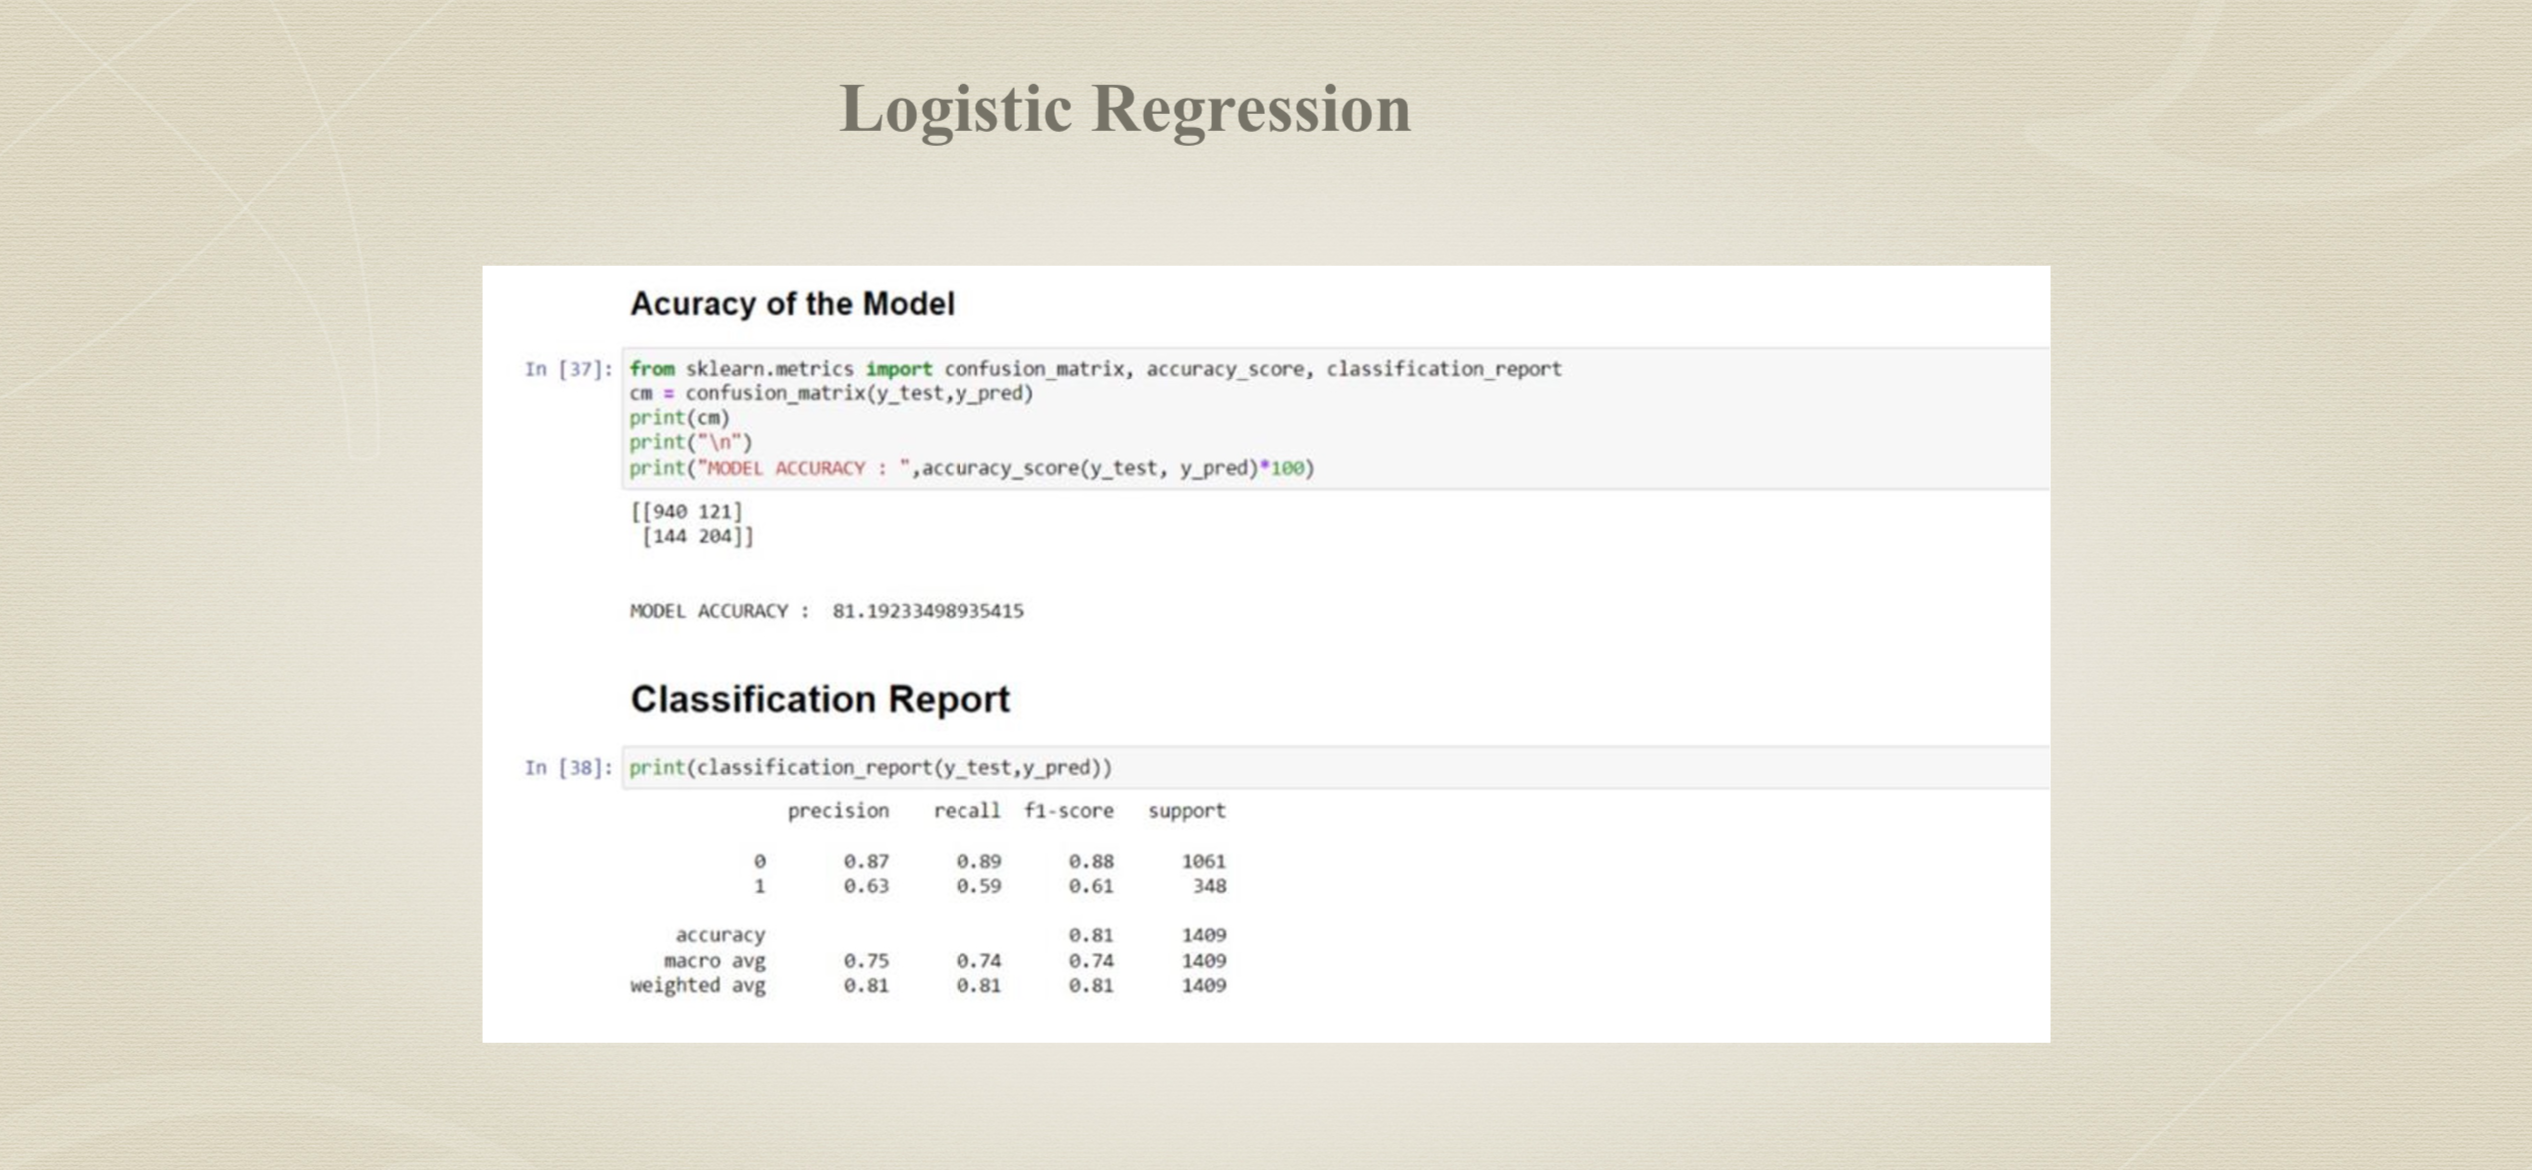 Logistic Regression
Acuracy of the Model
In [37]: from sklearn.metrics import confusion_matrix, accuracy_score, classification_report
cm = confusion_matrix(y_test,y_pred)
print(cm)
print("\n")
print("MODEL ACCURACY : ",accuracy_score(y_test, y_pred)*100)
[[940 121]
[144 204]]
MODEL ACCURACY : 81.19233498935415
Classification Report
In [38]: print(classification_report(y_test,y_pred))
precision recall f1-score support
0 0.87 0.89 0.88 1061
1 0.63 0.59 0.61 348
accuracy 0.81 1409
macro avg 0.75 0.74 0.74 1409
weighted avg 0.81 0.81 0.81 1409